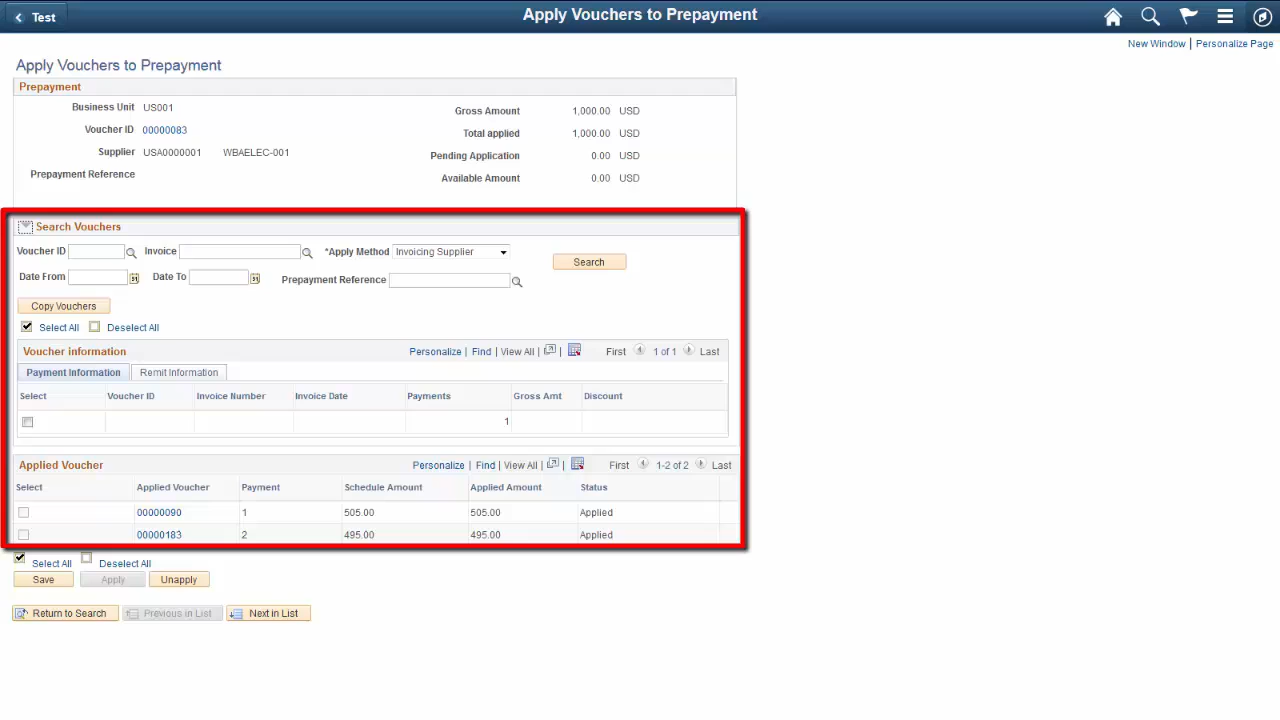 Test
Apply Vouchers to Prepayment
New Window | Personalize Page
Apply Vouchers to Prepayment
Prepayment
Business Unit US001
Gross Amount 1,000.00 USD
Voucher ID 00000083
Total applied 1,000.00 USD
Supplier USA0000001 WBAELEC-001
Pending Application 0.00 USD
Prepayment Reference
Available Amount 0.00 USD
Search Vouchers
Voucher ID Invoice *Apply Method Invoicing Supplier
Search
Date From Date To Prepayment Reference
Copy Vouchers
Select All Deselect All
Voucher information Personalize | Find | View All | First 1 of 1 Last
Payment Information Remit Information
Select Voucher ID Invoice Number Invoice Date Payments Gross Amt Discount
1
Applied Voucher Personalize | Find | View All | First 1-2 of 2 Last
Select Applied Voucher Payment Schedule Amount Applied Amount Status
00000090 1 505.00 505.00 Applied
00000183 2 495.00 495.00 Applied
Select All Deselect All
Save Apply Unapply
Return to Search Previous in List Next in List